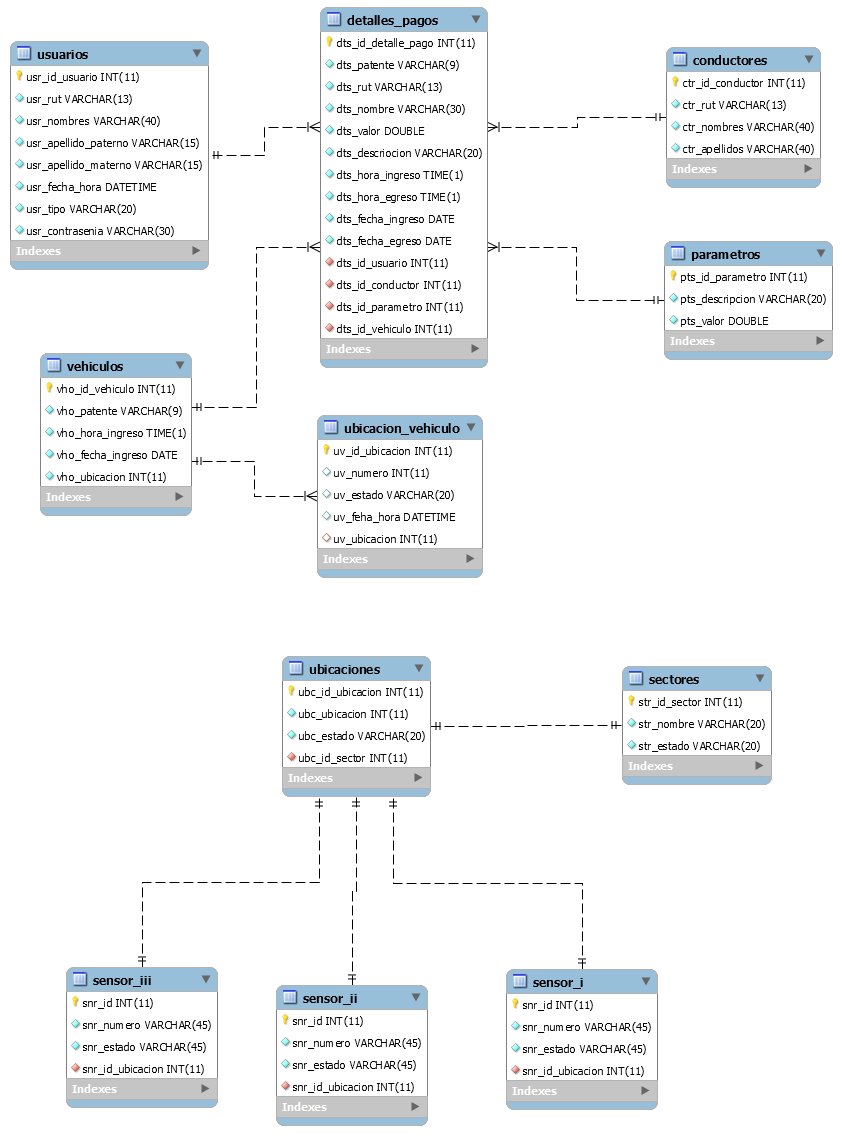 usuarios
usr_id_usuario INT(11)
usr_rut VARCHAR(13)
usr_nombres VARCHAR(40)
usr_apellido_paterno VARCHAR(15)
usr_apellido_materno VARCHAR(15)
usr_fecha_hora DATETIME
usr_tipo VARCHAR(20)
usr_contrasenia VARCHAR(30)
Indexes
detalles_pagos
dts_id_detalle_pago INT(11)
dts_patente VARCHAR(9)
dts_rut VARCHAR(13)
dts_nombre VARCHAR(30)
dts_valor DOUBLE
dts_descriocion VARCHAR(20)
dts_hora_ingreso TIME(1)
dts_hora_egreso TIME(1)
dts_fecha_ingreso DATE
dts_fecha_egreso DATE
dts_id_usuario INT(11)
dts_id_conductor INT(11)
dts_id_parametro INT(11)
dts_id_vehiculo INT(11)
Indexes
conductores
ctr_id_conductor INT(11)
ctr_rut VARCHAR(13)
ctr_nombres VARCHAR(40)
ctr_apellidos VARCHAR(40)
Indexes
parametros
pts_id_parametro INT(11)
pts_descripcion VARCHAR(20)
pts_valor DOUBLE
Indexes
vehiculos
vho_id_vehiculo INT(11)
vho_patente VARCHAR(9)
vho_hora_ingreso TIME(1)
vho_fecha_ingreso DATE
vho_ubicacion INT(11)
Indexes
ubicacion_vehiculo
uv_id_ubicacion INT(11)
uv_numero INT(11)
uv_estado VARCHAR(20)
uv_feha_hora DATETIME
uv_ubicacion INT(11)
Indexes
ubicaciones
ubc_id_ubicacion INT(11)
ubc_ubicacion INT(11)
ubc_estado VARCHAR(20)
ubc_id_sector INT(11)
Indexes
sectores
str_id_sector INT(11)
str_nombre VARCHAR(20)
str_estado VARCHAR(20)
Indexes
sensor_iii
snr_id INT(11)
snr_numero VARCHAR(45)
snr_estado VARCHAR(45)
snr_id_ubicacion INT(11)
Indexes
sensor_ii
snr_id INT(11)
snr_numero VARCHAR(45)
snr_estado VARCHAR(45)
snr_id_ubicacion INT(11)
Indexes
sensor_i
snr_id INT(11)
snr_numero VARCHAR(45)
snr_estado VARCHAR(45)
snr_id_ubicacion INT(11)
Indexes